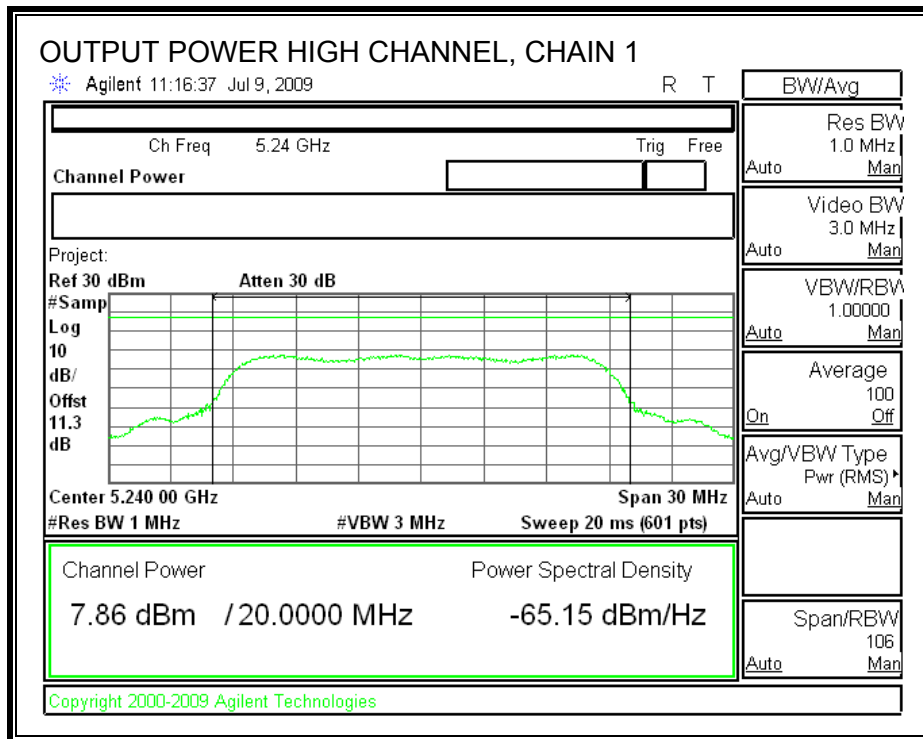 OUTPUT POWER HIGH CHANNEL, CHAIN 1
Agilent 11:16:37 Jul 9, 2009 R T
Ch Freq 5.24 GHz Trig Free
Channel Power
Project:
Ref 30 dBm Atten 30 dB
#Samp
Log
10
dB/
Offst
11.3
dB
Center 5.240 00 GHz Span 30 MHz
#Res BW 1 MHz #VBW 3 MHz Sweep 20 ms (601 pts)
Channel Power Power Spectral Density
7.86 dBm /20.0000 MHz -65.15 dBm/Hz
Copyright 2000-2009 Agilent Technologies
BW/Avg
Res BW
1.0 MHz
Auto Man
Video BW
3.0 MHz
Auto Man
VBW/RBW
1.00000
Auto Man
Average
100
On Off
Avg/VBW Type
Pwr (RMS)
Auto Man
Span/RBW
106
Auto Man